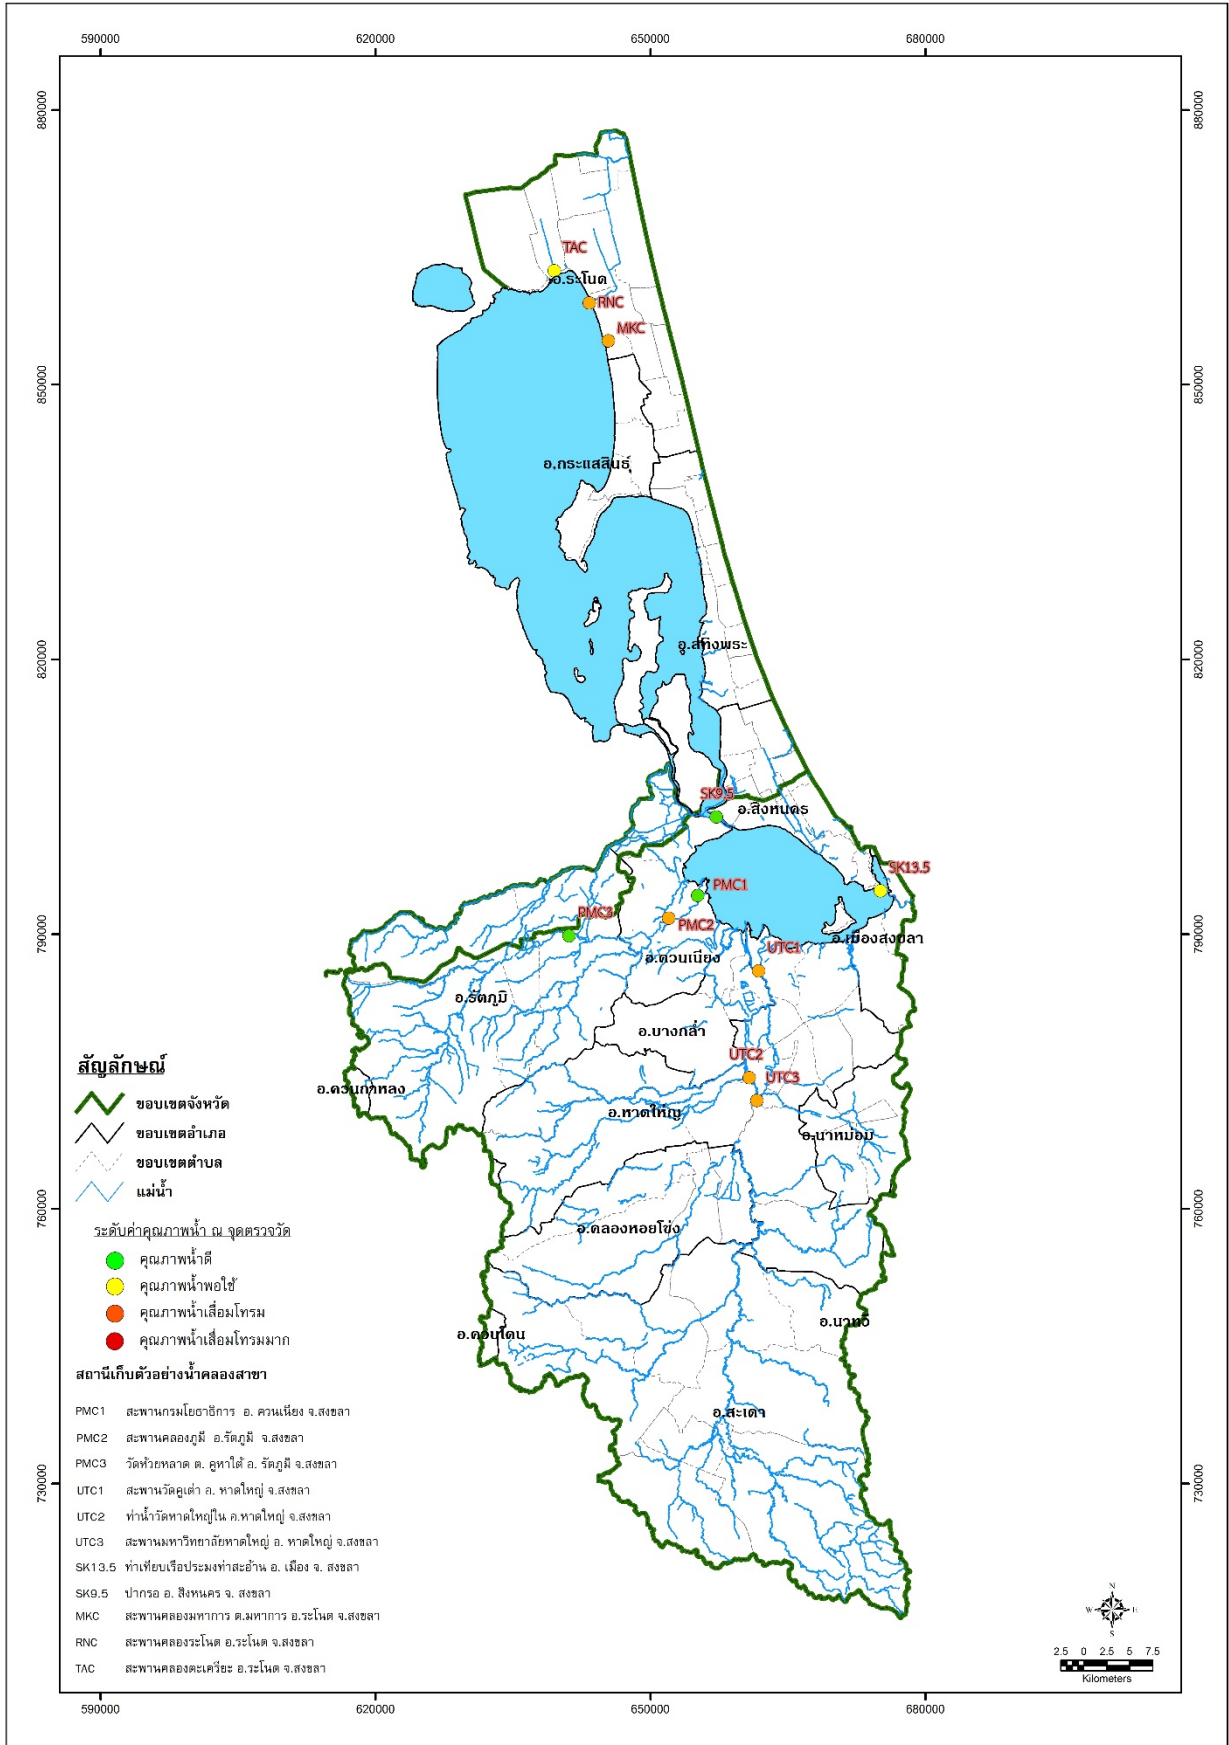 590000 620000 650000 680000
880000 880000
TAC
อ.ระโนด
RNC
MKC
850000 850000
อ.กระแสสินธุ์
820000 820000
อ.สทิงพระ
SK9.5
อ.สิงหนคร
SK13.5
PMC1
PMC3
PMC2
790000 790000
อ.เมืองสงขลา
UTC1
อ.ควนเนียง
อ.รัตภูมิ
อ.บางกล่ำ
UTC2
UTC3
อ.ควนกาหลง
อ.หาดใหญ่
อ.นาหม่อม
760000 760000
อ.คลองหอยโข่ง
อ.นาทวี
อ.ควนโดน
อ.สะเดา
730000 730000
สัญลักษณ์
ขอบเขตจังหวัด
ขอบเขตอำเภอ
ขอบเขตตำบล
แม่น้ำ
ระดับค่าคุณภาพน้ำ ณ จุดตรวจวัด
คุณภาพน้ำดี
คุณภาพน้ำพอใช้
คุณภาพน้ำเสื่อมโทรม
คุณภาพน้ำเสื่อมโทรมมาก
สถานีเก็บตัวอย่างน้ำคลองสาขา
PMC1 สะพานกรมโยธาธิการ อ. ควนเนียง จ.สงขลา
PMC2 สะพานคลองภูมี อ.รัตภูมิ จ.สงขลา
PMC3 วัดห้วยหลาด ต. คูหาใต้ อ. รัตภูมิ จ.สงขลา
UTC1 สะพานวัดคูเต่า อ. หาดใหญ่ จ.สงขลา
UTC2 ท่าน้ำวัดหาดใหญ่ใน อ.หาดใหญ่ จ.สงขลา
UTC3 สะพานมหาวิทยาลัยหาดใหญ่ อ. หาดใหญ่ จ.สงขลา
SK13.5 ท่าเทียบเรือประมงท่าสะอ้าน อ. เมือง จ. สงขลา
SK9.5 ปากรอ อ. สิงหนคร จ. สงขลา
MKC สะพานคลองมหาการ ต.มหาการ อ.ระโนด จ.สงขลา
RNC สะพานคลองระโนด อ.ระโนด จ.สงขลา
TAC สะพานคลองตะเครียะ อ.ระโนด จ.สงขลา
N
W E
S
2.5 0 2.5 5 7.5
Kilometers
590000 620000 650000 680000